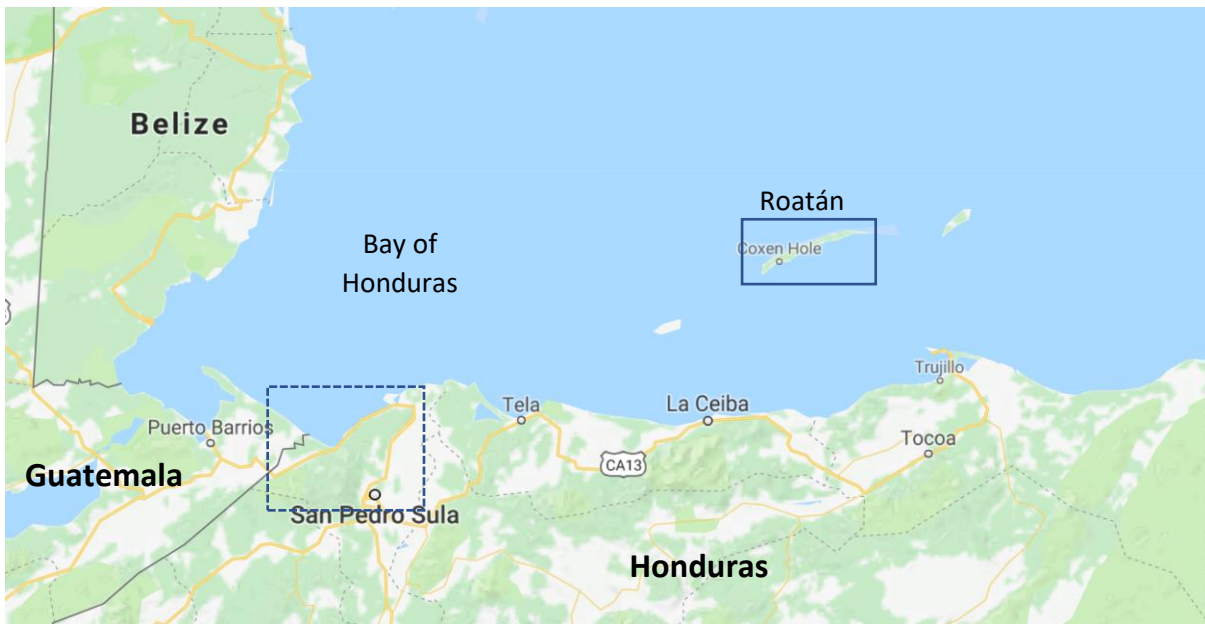 Belize
Roatán
Bay of
Honduras
Coxen Hole
Trujillo
Tela
La Ceiba
Puerto Barrios
Tocoa
Guatemala
CA13
San Pedro Sula
Honduras